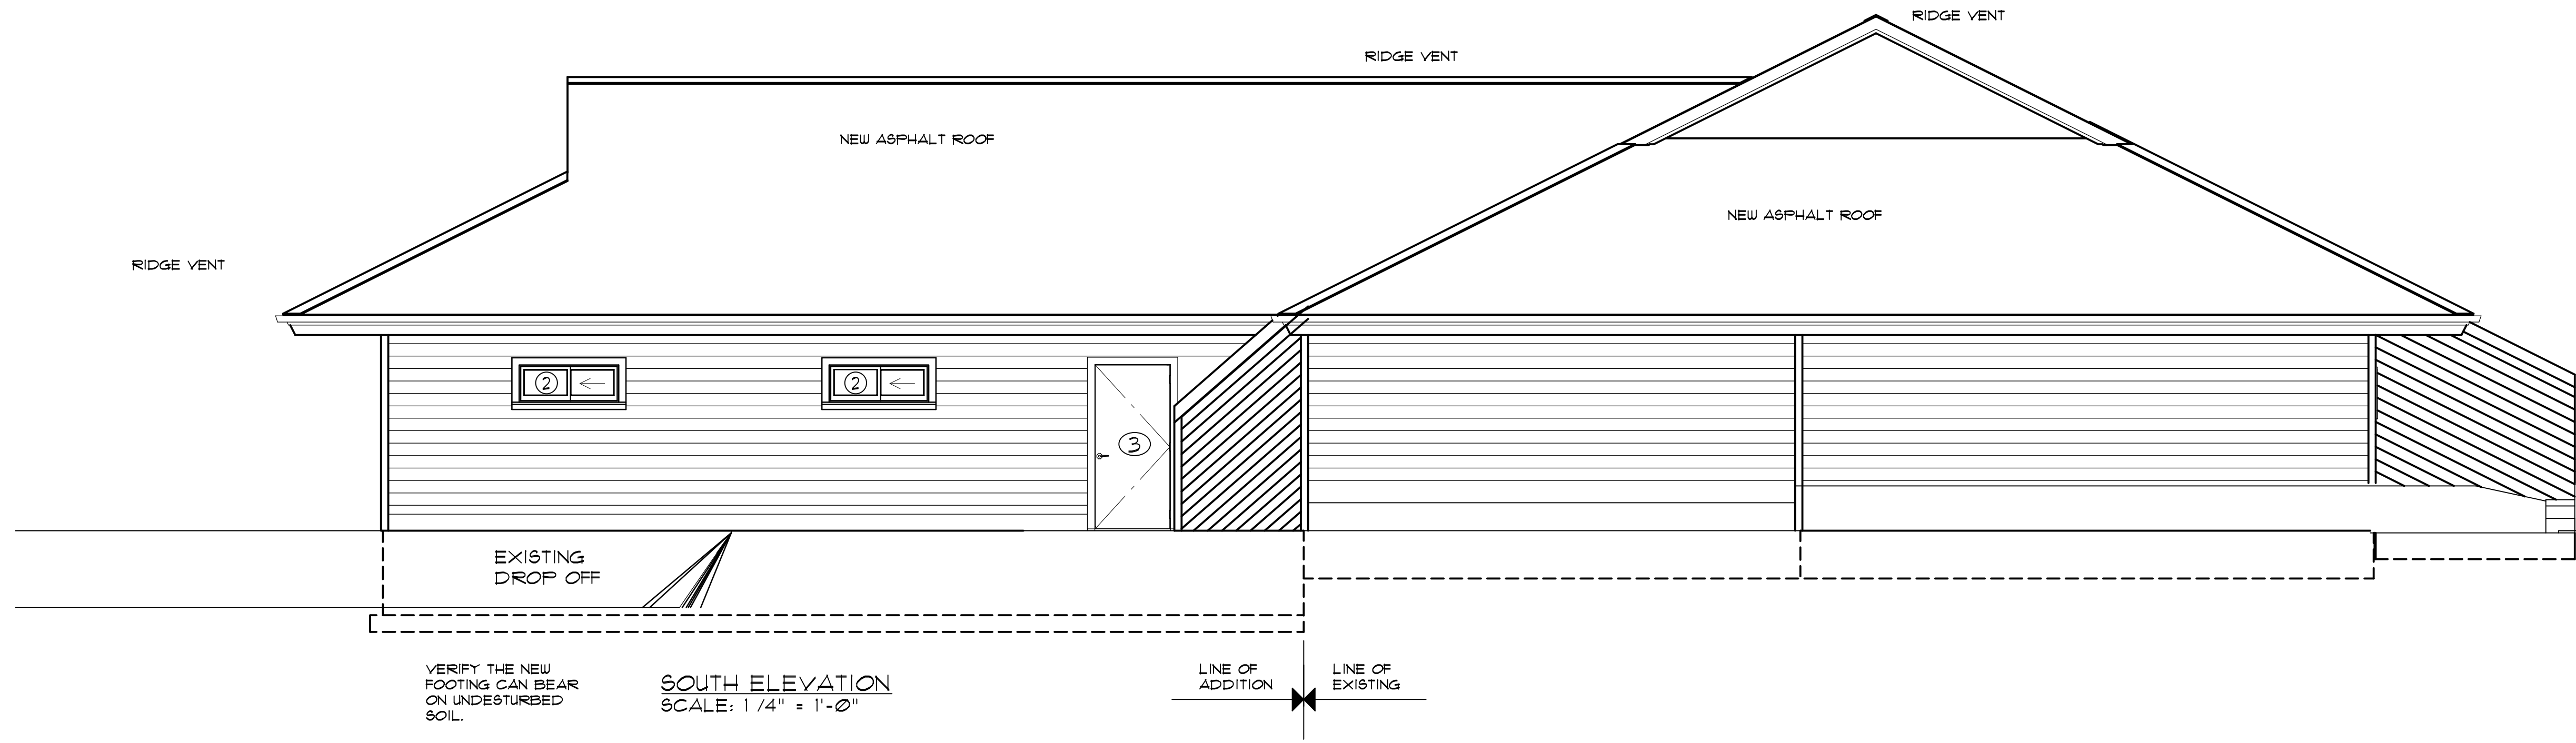 RIDGE VENT
RIDGE VENT
NEW ASPHALT ROOF
NEW ASPHALT ROOF
RIDGE VENT
2
2
3
EXISTING
DROP OFF
VERIFY THE NEW
FOOTING CAN BEAR
ON UNDESTURBED
SOIL.
SOUTH ELEVATION
SCALE: 1/4" = 1'-0"
LINE OF
ADDITION
LINE OF
EXISTING